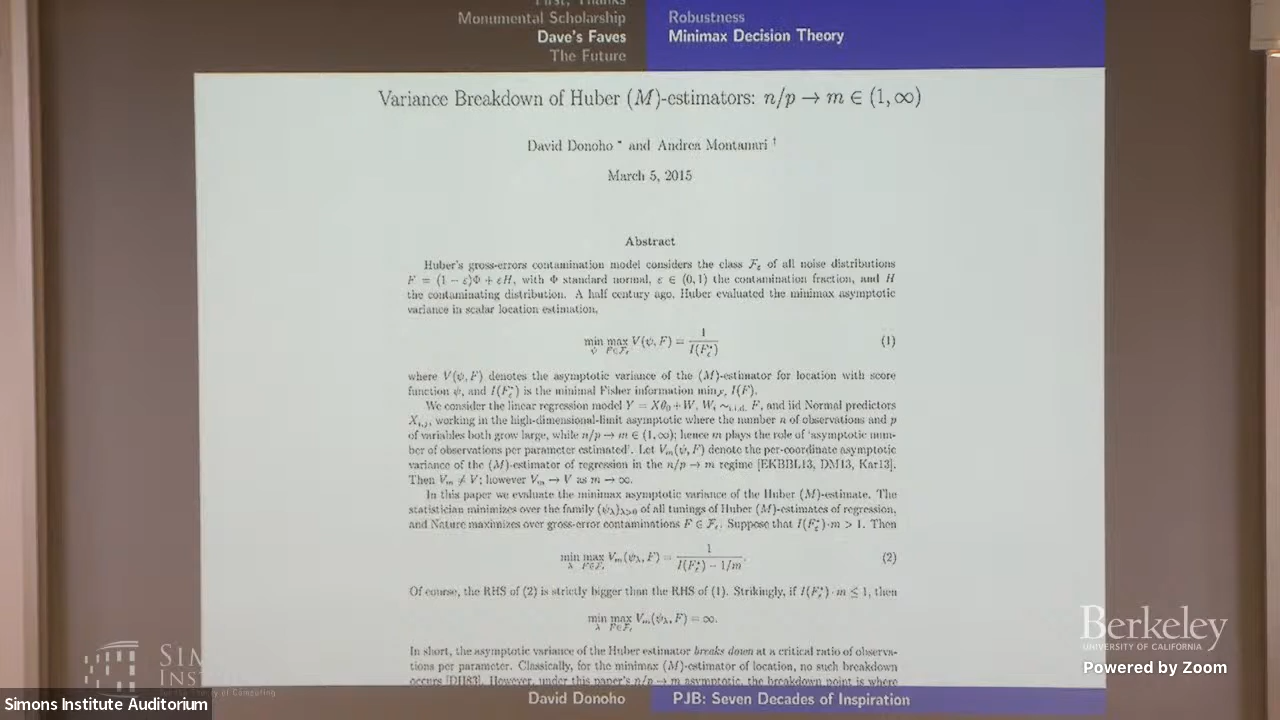 Monumental Scholarship
Dave's Faves
The Future
Robustness
Minimax Decision Theory
Variance Breakdown of Huber (M)-estimators: n/p → m ∈ (1, ∞)
David Donoho * and Andrea Montanari †
March 5, 2015
Abstract
Huber's gross-errors contamination model considers the class F_ε of all noise distributions
F = (1 − ε)Φ + εH, with Φ standard normal, ε ∈ (0, 1) the contamination fraction, and H
the contaminating distribution. A half century ago, Huber evaluated the minimax asymptotic
variance in scalar location estimation,
min_ψ max_{F∈F_ε} V(ψ, F) = 1 / I(F*_ε) (1)
where V(ψ, F) denotes the asymptotic variance of the (M)-estimator for location with score
function ψ, and I(F*_ε) is the minimal Fisher information min_{F_ε} I(F).
We consider the linear regression model Y = Xθ₀ + W, W_i ∼_{i.i.d.} F, and iid Normal predictors
X_{i,j}, working in the high-dimensional-limit asymptotic where the number n of observations and p
of variables both grow large, while n/p → m ∈ (1, ∞); hence m plays the role of 'asymptotic num-
ber of observations per parameter estimated'. Let V_m(ψ, F) denote the per-coordinate asymptotic
variance of the (M)-estimator of regression in the n/p → m regime [EKBBL13, DM13, Kar13].
Then V_m ≠ V; however V_m → V as m → ∞.
In this paper we evaluate the minimax asymptotic variance of the Huber (M)-estimate. The
statistician minimizes over the family (ψ_λ)_{λ>0} of all tunings of Huber (M)-estimates of regression,
and Nature maximizes over gross-error contaminations F ∈ F_ε. Suppose that I(F*_ε) · m > 1. Then
min_λ max_{F∈F_ε} V_m(ψ_λ, F) = 1 / (I(F*_ε) − 1/m). (2)
Of course, the RHS of (2) is strictly bigger than the RHS of (1). Strikingly, if I(F*_ε) · m ≤ 1, then
min_λ max_{F∈F_ε} V_m(ψ_λ, F) = ∞.
In short, the asymptotic variance of the Huber estimator breaks down at a critical ratio of observa-
tions per parameter. Classically, for the minimax (M)-estimator of location, no such breakdown
occurs [DH83]. However, under this paper's n/p → m asymptotic, the breakdown point is where
David Donoho
PJB: Seven Decades of Inspiration
Berkeley
UNIVERSITY OF CALIFORNIA
Powered by Zoom
Simons Institute Auditorium